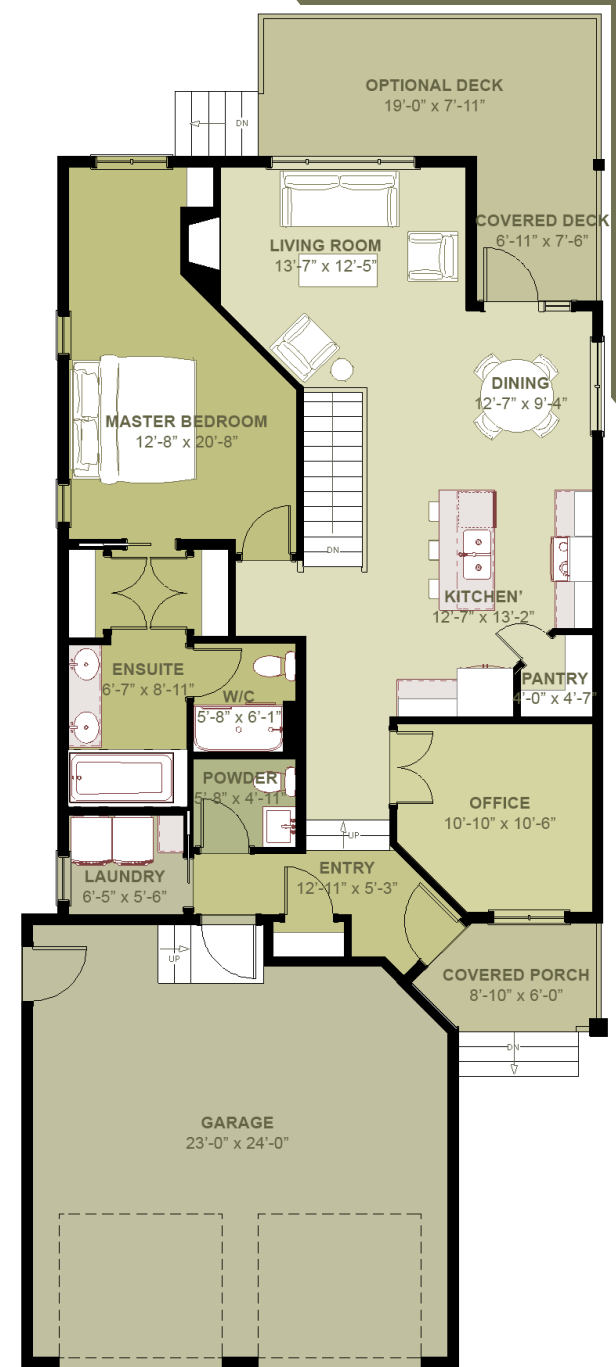 OPTIONAL DECK
19'-0" x 7'-11"
DN
COVERED DECK
6'-11" x 7'-6"
LIVING ROOM
13'-7" x 12'-5"
DINING
12'-7" x 9'-4"
MASTER BEDROOM
12'-8" x 20'-8"
DN
KITCHEN'
12'-7" x 13'-2"
ENSUITE
6'-7" x 8'-11"
W/C
5'-8" x 6'-1"
PANTRY
4'-0" x 4'-7"
POWDER
5'-8" x 4'-11"
OFFICE
10'-10" x 10'-6"
UP
ENTRY
12'-11" x 5'-3"
LAUNDRY
6'-5" x 5'-6"
UP
COVERED PORCH
8'-10" x 6'-0"
DN
GARAGE
23'-0" x 24'-0"